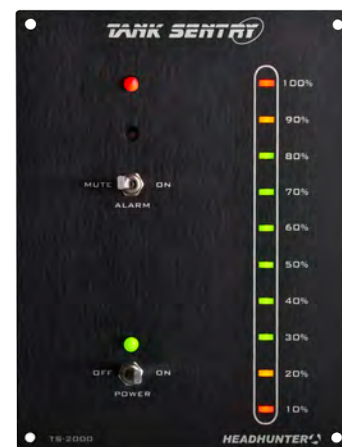 TANK SENTRY
100%
90%
80%
MUTE ON
70%
ALARM
60%
50%
40%
30%
OFF ON
20%
POWER
10%
TS-2000 HEADHUNTER